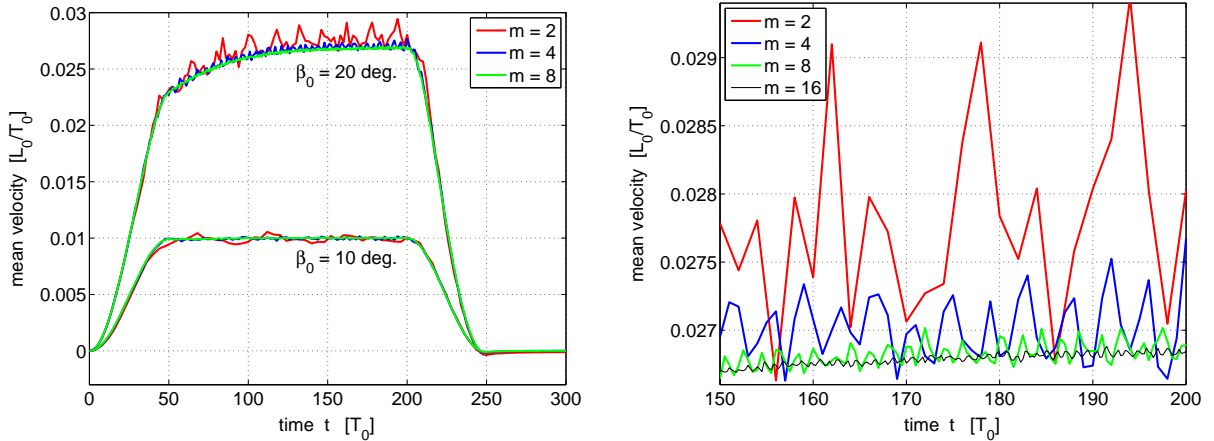 0.03
0.025
0.02
0.015
0.01
0.005
0
0 50 100 150 200 250 300
mean velocity [L₀/T₀]
time t [T₀]
m = 2
m = 4
m = 8
β₀ = 20 deg.
β₀ = 10 deg.
0.029
0.0285
0.028
0.0275
0.027
150 160 170 180 190 200
mean velocity [L₀/T₀]
time t [T₀]
m = 2
m = 4
m = 8
m = 16